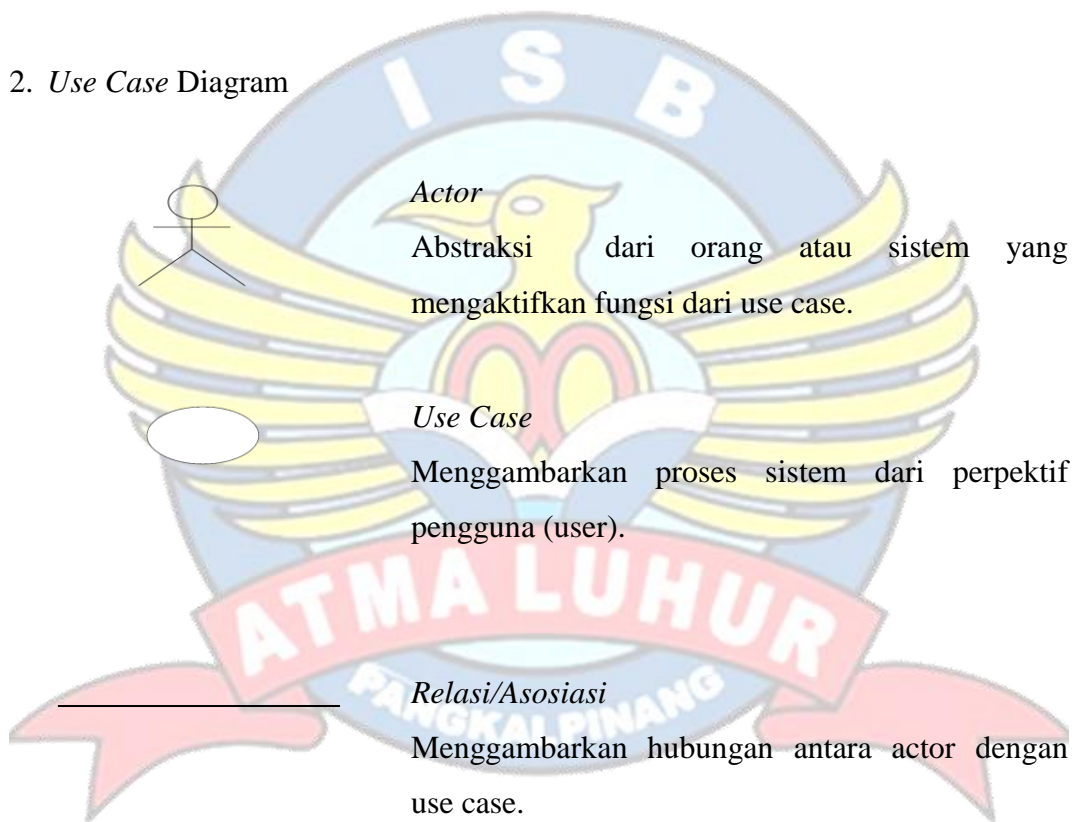 I S B
2. Use Case Diagram
Actor
Abstraksi dari orang atau sistem yang
mengaktifkan fungsi dari use case.
Use Case
Menggambarkan proses sistem dari perpektif
pengguna (user).
ATMA LUHUR
PANGKALPINANG
Relasi/Asosiasi
Menggambarkan hubungan antara actor dengan
use case.